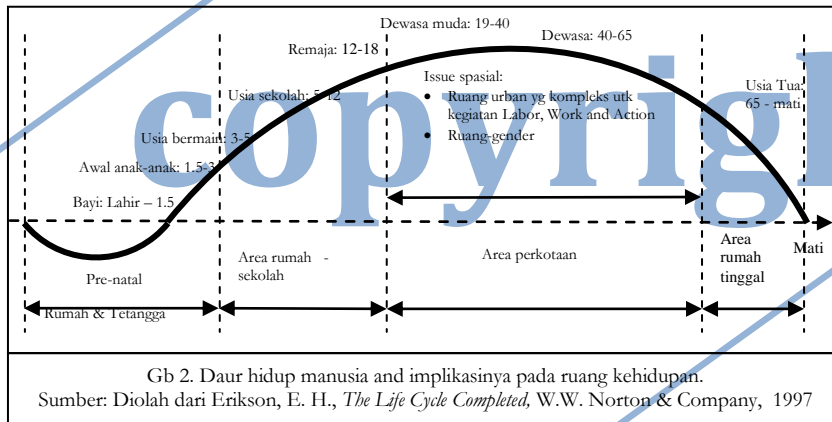 Dewasa muda: 19-40
Dewasa: 40-65
Remaja: 12-18
Issue spasial:
• Ruang urban yg kompleks utk
kegiatan Labor, Work and Action
• Ruang-gender
Usia Tua:
65 - mati
Usia sekolah: 5-12
Usia bermain: 3-5
Awal anak-anak: 1.5-3
Bayi: Lahir – 1.5
Pre-natal
Area rumah -
sekolah
Area perkotaan
Area
rumah
tinggal
Mati
Rumah & Tetangga
Gb 2. Daur hidup manusia and implikasinya pada ruang kehidupan.
Sumber: Diolah dari Erikson, E. H., The Life Cycle Completed, W.W. Norton & Company, 1997
copyrigh